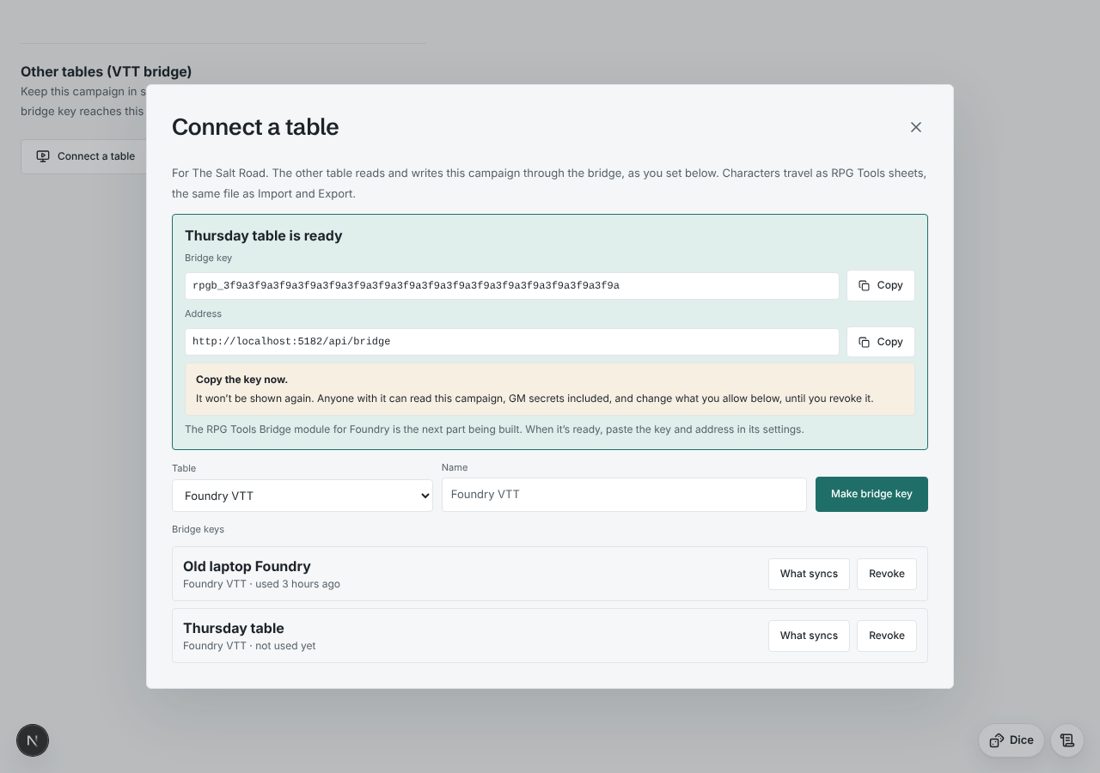 Other tables (VTT bridge)
Keep this campaign in s
bridge key reaches this
Connect a table
Connect a table
For The Salt Road. The other table reads and writes this campaign through the bridge, as you set below. Characters travel as RPG Tools sheets,
the same file as Import and Export.
Thursday table is ready
Bridge key
rpgb_3f9a3f9a3f9a3f9a3f9a3f9a3f9a3f9a3f9a3f9a3f9a3f9a3f9a3f9a3f9a3f9a
Copy
Address
http://localhost:5182/api/bridge
Copy
Copy the key now.
It won’t be shown again. Anyone with it can read this campaign, GM secrets included, and change what you allow below, until you revoke it.
The RPG Tools Bridge module for Foundry is the next part being built. When it’s ready, paste the key and address in its settings.
Table
Name
Foundry VTT
Foundry VTT
Make bridge key
Bridge keys
Old laptop Foundry
Foundry VTT · used 3 hours ago
What syncs
Revoke
Thursday table
Foundry VTT · not used yet
What syncs
Revoke
N
Dice